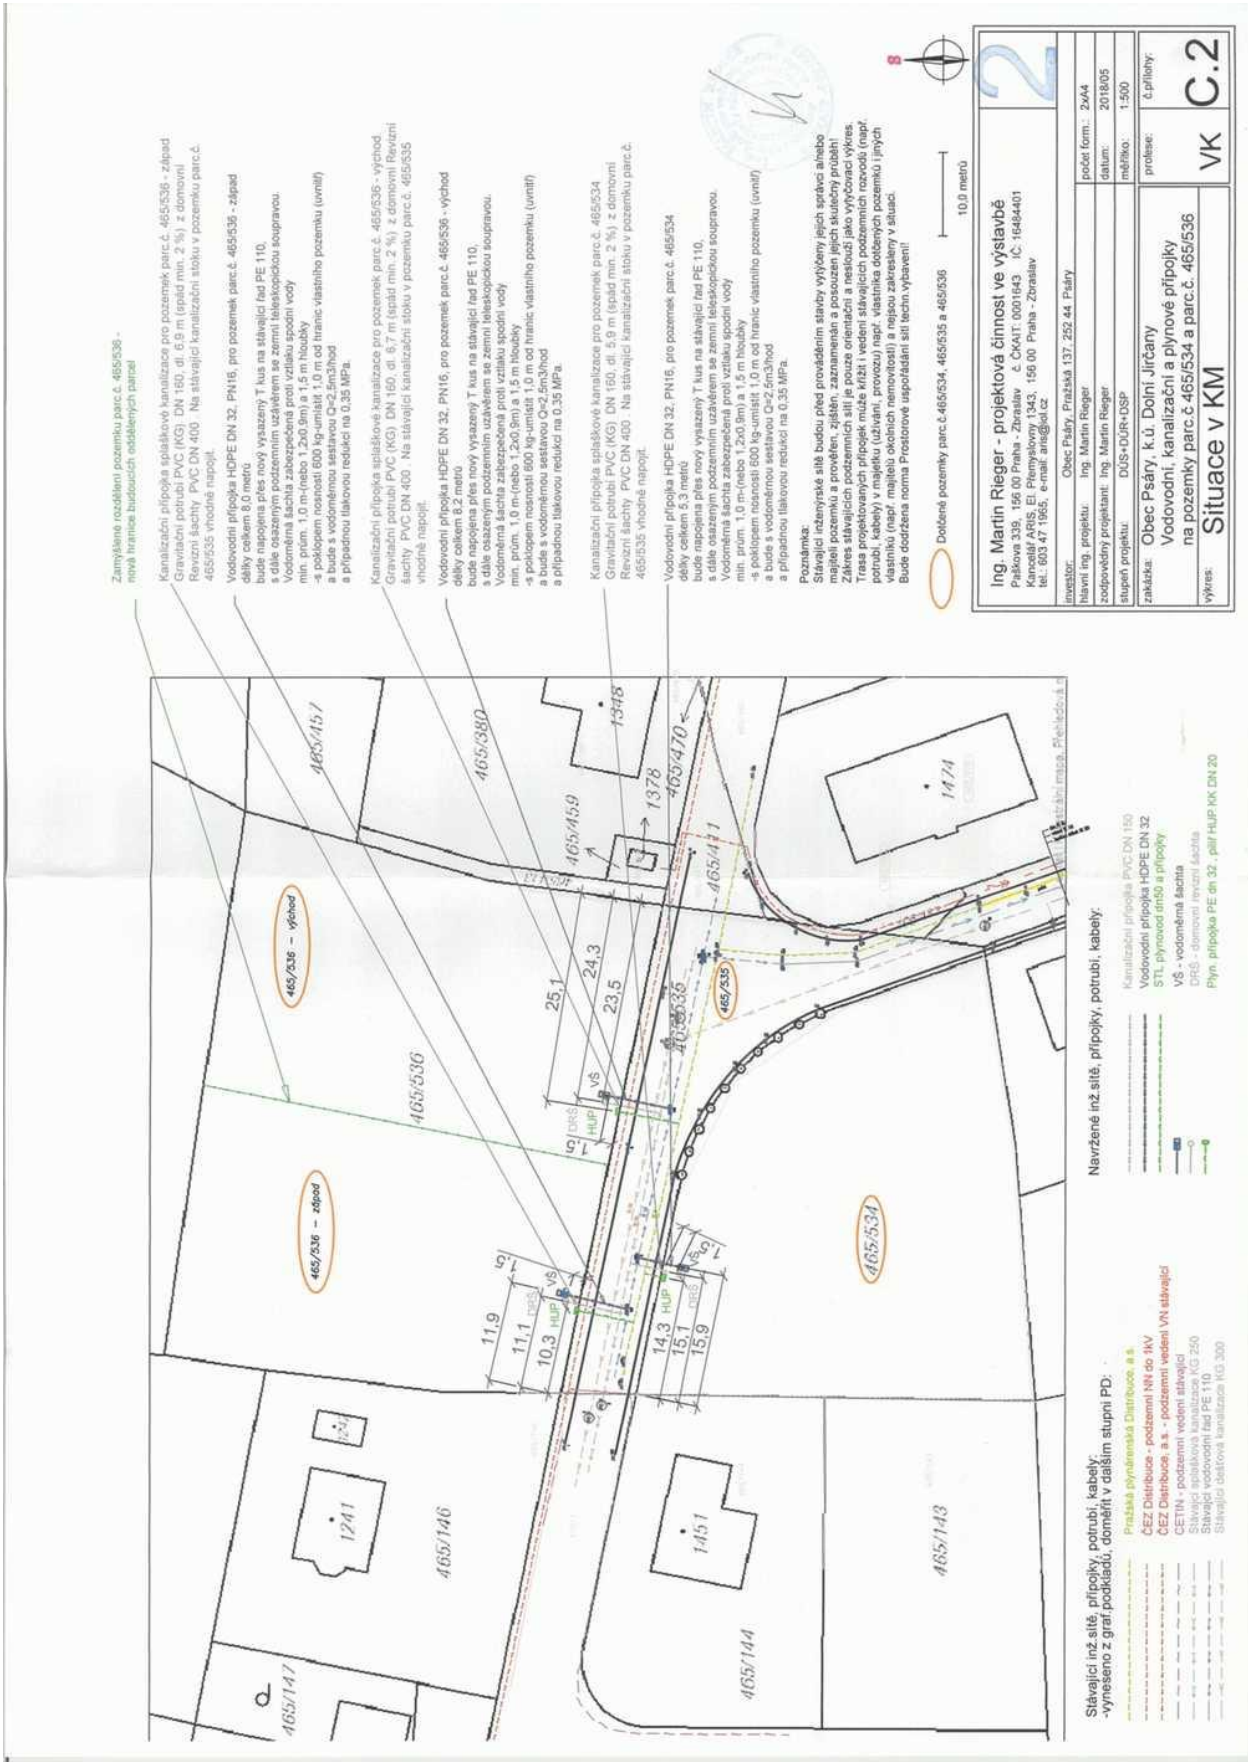 Zamýšlené rozdělení pozemku parc.č. 465/536 -
nová hranice budoucích oddělených parcel
Kanalizační přípojka splaškové kanalizace pro pozemek parc.č. 465/536 - západ
Gravitační potrubí PVC (KG) DN 160, dl. 6,9 m (spád min. 2 %) z domovní
Revizní šachty PVC DN 400. Na stávající kanalizační stoku v pozemku parc.č.
465/535 vhodně napojit.
Vodovodní přípojka HDPE DN 32, PN16, pro pozemek parc.č. 465/536 - západ
délky celkem 8,0 metrů
bude napojena přes nový vysazený T kus na stávající řad PE 110,
s dále osazeným podzemním uzávěrem se zemní teleskopickou soupravou.
Vodoměrná šachta zabezpečená proti vztlaku spodní vody
min. prům. 1,0 m-(nebo 1,2x0,9m) a 1,5 m hloubky
-s poklopem nosnosti 600 kg-umístit 1,0 m od hranic vlastního pozemku (uvnitř)
a bude s vodoměrnou sestavou Q=2,5m3/hod
a případnou tlakovou redukcí na 0,35 MPa.
Kanalizační přípojka splaškové kanalizace pro pozemek parc.č. 465/536 - východ
Gravitační potrubí PVC (KG) DN 160, dl. 6,7 m (spád min. 2 %) z domovní Revizní
šachty PVC DN 400 Na stávající kanalizační stoku v pozemku parc.č. 465/535
vhodně napojit.
Vodovodní přípojka HDPE DN 32, PN16, pro pozemek parc.č. 465/536 - východ
délky celkem 8,2 metrů
bude napojena přes nový vysazený T kus na stávající řad PE 110,
s dále osazeným podzemním uzávěrem se zemní teleskopickou soupravou.
Vodoměrná šachta zabezpečená proti vztlaku spodní vody
min. prům. 1,0 m-(nebo 1,2x0,9m) a 1,5 m hloubky
-s poklopem nosnosti 600 kg-umístit 1,0 m od hranic vlastního pozemku (uvnitř)
a bude s vodoměrnou sestavou Q=2,5m3/hod
a případnou tlakovou redukcí na 0,35 MPa.
Kanalizační přípojka splaškové kanalizace pro pozemek parc.č. 465/534
Gravitační potrubí PVC (KG) DN 160, dl. 5,9 m (spád min. 2 %) z domovní
Revizní šachty PVC DN 400 Na stávající kanalizační stoku v pozemku parc.č.
465/535 vhodně napojit.
Vodovodní přípojka HDPE DN 32, PN16, pro pozemek parc.č. 465/534
délky celkem 5,3 metrů
bude napojena přes nový vysazený T kus na stávající řad PE 110,
s dále osazeným podzemním uzávěrem se zemní teleskopickou soupravou.
Vodoměrná šachta zabezpečená proti vztlaku spodní vody
min. prům. 1,0 m-(nebo 1,2x0,9m) a 1,5 m hloubky
-s poklopem nosnosti 600 kg-umístit 1,0 m od hranic vlastního pozemku (uvnitř)
a bude s vodoměrnou sestavou Q=2,5m3/hod
a případnou tlakovou redukcí na 0,35 MPa.
Poznámka:
Stávající inženýrské sítě budou před prováděním stavby vytýčeny jejich správci a/nebo
majiteli pozemků a prověřen, zjištěn, zaznamenán a posouzen jejich skutečný průběh!
Zákres stávajících podzemních sítí je pouze orientační a neslouží jako vytyčovací výkres.
Trasa projektovaných přípojek může křížit i vedení stávajících podzemních rozvodů (např.
potrubí, kabely) v majetku (užívání, provozu) např. vlastníka dotčených pozemků i jiných
vlastníků (např. majitelů okolních nemovitostí) a nejsou zakresleny v situaci.
Bude dodržena norma Prostorové uspořádání sítí techn.vybavení!
Dotčené pozemky parc.č.465/534, 465/535 a 465/536
10,0 metrů
S
2
Ing. Martin Rieger - projektová činnost ve výstavbě
Paškova 339, 156 00 Praha - Zbraslav č. ČKAIT: 0001643 IČ: 16484401
Kancelář ARIS, El. Přemyslovny 1343, 156 00 Praha - Zbraslav
tel.: 603 47 1955, e-mail: aris@iol.cz
investor: Obec Psáry, Pražská 137, 252 44 Psáry
hlavní ing. projektu: Ing. Martin Rieger
počet form.: 2xA4
zodpovědný projektant: Ing. Martin Rieger
datum: 2018/05
stupeň projektu: DÚS+DÚR+DSP
měřítko: 1:500
zakázka: Obec Psáry, k.ú. Dolní Jirčany
Vodovodní, kanalizační a plynové přípojky
na pozemky parc.č 465/534 a parc.č. 465/536
profese: VK
č.přílohy: C.2
výkres: Situace v KM
465/457
465/380
1348
465/459
1378
465/470
465/411
1474
465/536 - východ
465/536
465/536 - západ
465/535
465/535
465/534
25,1
24,3
23,5
1,5
DRŠ
HUP
VŠ
11,9
11,1
10,3
DRŠ
HUP
VŠ
1,5
14,3
15,1
15,9
HUP
DRŠ
VŠ
1,5
1241
465/146
465/147
1451
465/144
465/143
Stávající inž.sítě, přípojky, potrubí, kabely:
-vyneseno z graf.podkladů, doměřit v dalším stupni PD:
Pražská plynárenská Distribuce, a.s.
ČEZ Distribuce - podzemní NN do 1kV
ČEZ Distribuce, a.s. - podzemní vedení VN stávající
CETIN - podzemní vedení stávající
Stávající splašková kanalizace KG 250
Stávající vodovodní řad PE 110
Stávající dešťová kanalizace KG 300
Navržené inž.sítě, přípojky, potrubí, kabely:
Kanalizační přípojka PVC DN 150
Vodovodní přípojka HDPE DN 32
STL plynovod dn50 a přípojky
VŠ - vodoměrná šachta
DRŠ - domovní revizní šachta
Plyn. přípojka PE dn 32 , pilíř HUP, KK DN 20